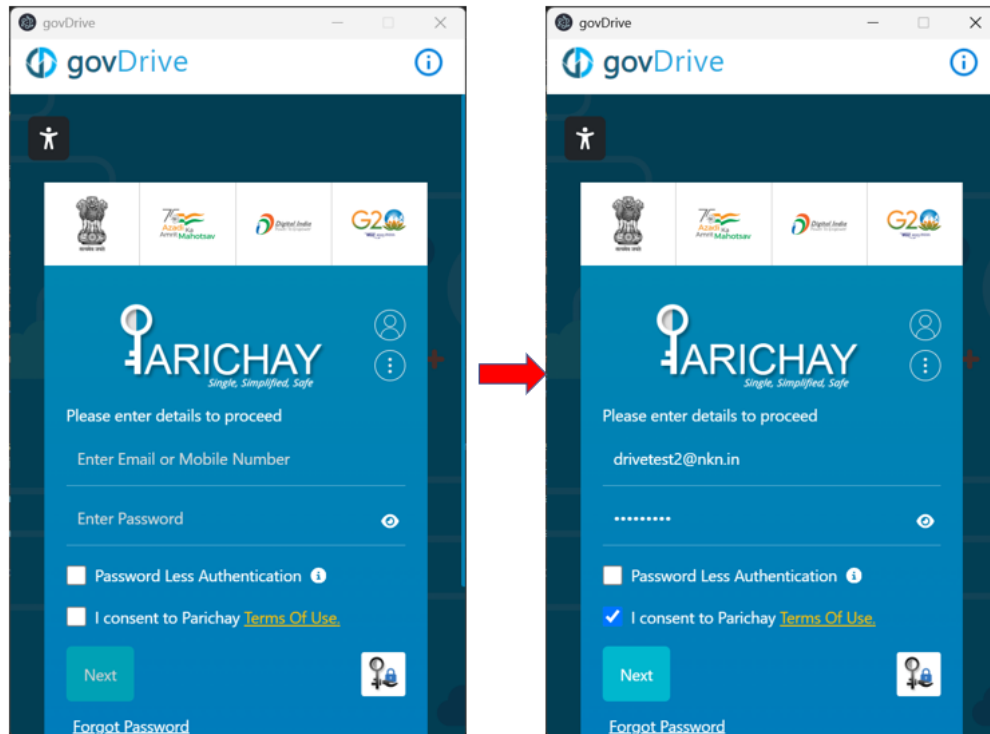 govDrive
govDrive
Azadi Ka
Amrit Mahotsav
Digital India
G20
PARICHAY
Single, Simplified, Safe
Please enter details to proceed
Enter Email or Mobile Number
Enter Password
Password Less Authentication
I consent to Parichay Terms Of Use.
Next
Forgot Password
govDrive
govDrive
Azadi Ka
Amrit Mahotsav
Digital India
G20
PARICHAY
Single, Simplified, Safe
Please enter details to proceed
drivetest2@nkn.in
•••••••••
Password Less Authentication
I consent to Parichay Terms Of Use.
Next
Forgot Password